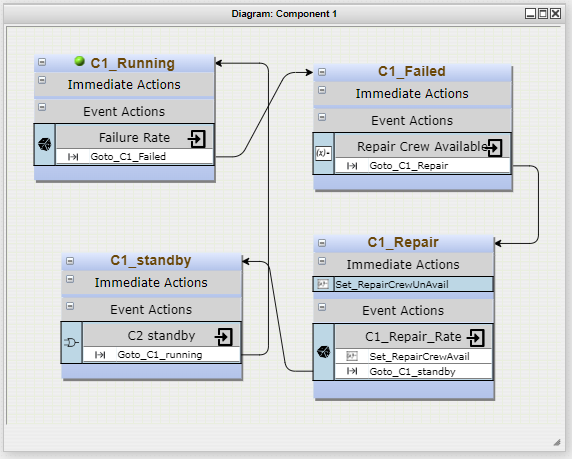 Diagram: Component 1
C1_Running
Immediate Actions
Event Actions
Failure Rate
Goto_C1_Failed
C1_Failed
Immediate Actions
Event Actions
(x)=
Repair Crew Available
Goto_C1_Repair
C1_standby
Immediate Actions
Event Actions
C2 standby
Goto_C1_running
C1_Repair
Immediate Actions
Set_RepairCrewUnAvail
Event Actions
C1_Repair_Rate
Set_RepairCrewAvail
Goto_C1_standby